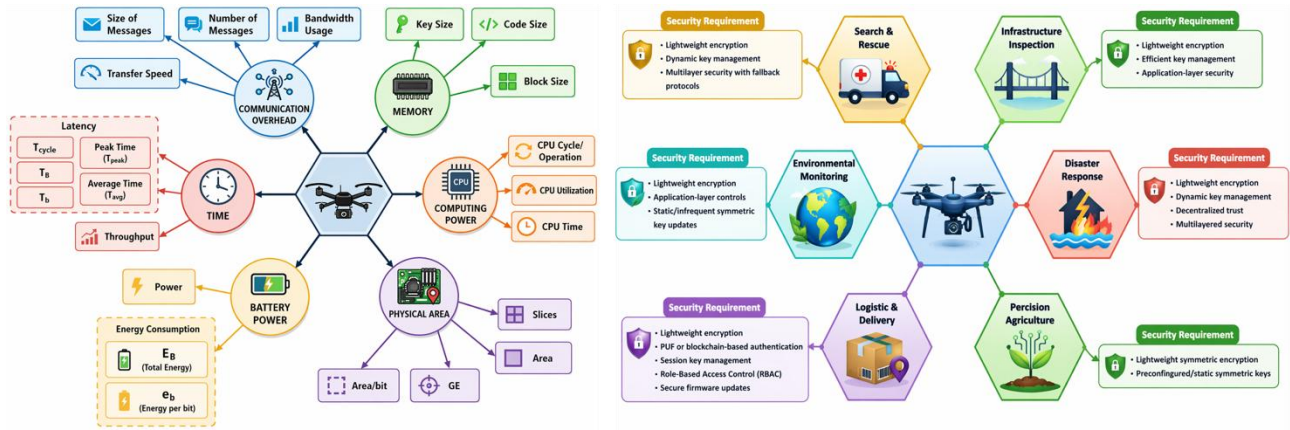 Size of
Messages
Number of
Messages
Bandwidth
Usage
Transfer Speed
COMMUNICATION
OVERHEAD
Key Size
Code Size
Block Size
MEMORY
Latency
Tcycle
TB
Tb
Peak Time
(Tpeak)
Average Time
(Tavg)
Throughput
TIME
CPU
COMPUTING
POWER
CPU Cycle/
Operation
CPU Utilization
CPU Time
Power
BATTERY
POWER
Energy Consumption
EB
(Total Energy)
eb
(Energy per bit)
PHYSICAL AREA
Slices
Area
GE
Area/bit
Security Requirement
• Lightweight encryption
• Dynamic key management
• Multilayer security with fallback
protocols
Search &
Rescue
Infrastructure
Inspection
Security Requirement
• Lightweight encryption
• Efficient key management
• Application-layer security
Security Requirement
• Lightweight encryption
• Application-layer controls
• Static/infrequent symmetric
key updates
Environmental
Monitoring
Disaster
Response
Security Requirement
• Lightweight encryption
• Dynamic key management
• Decentralized trust
• Multilayered security
Security Requirement
• Lightweight encryption
• PUF or blockchain-based authentication
• Session key management
• Role-Based Access Control (RBAC)
• Secure firmware updates
Logistic &
Delivery
Percision
Agriculture
Security Requirement
• Lightweight symmetric encryption
• Preconfingured/static symmetric keys